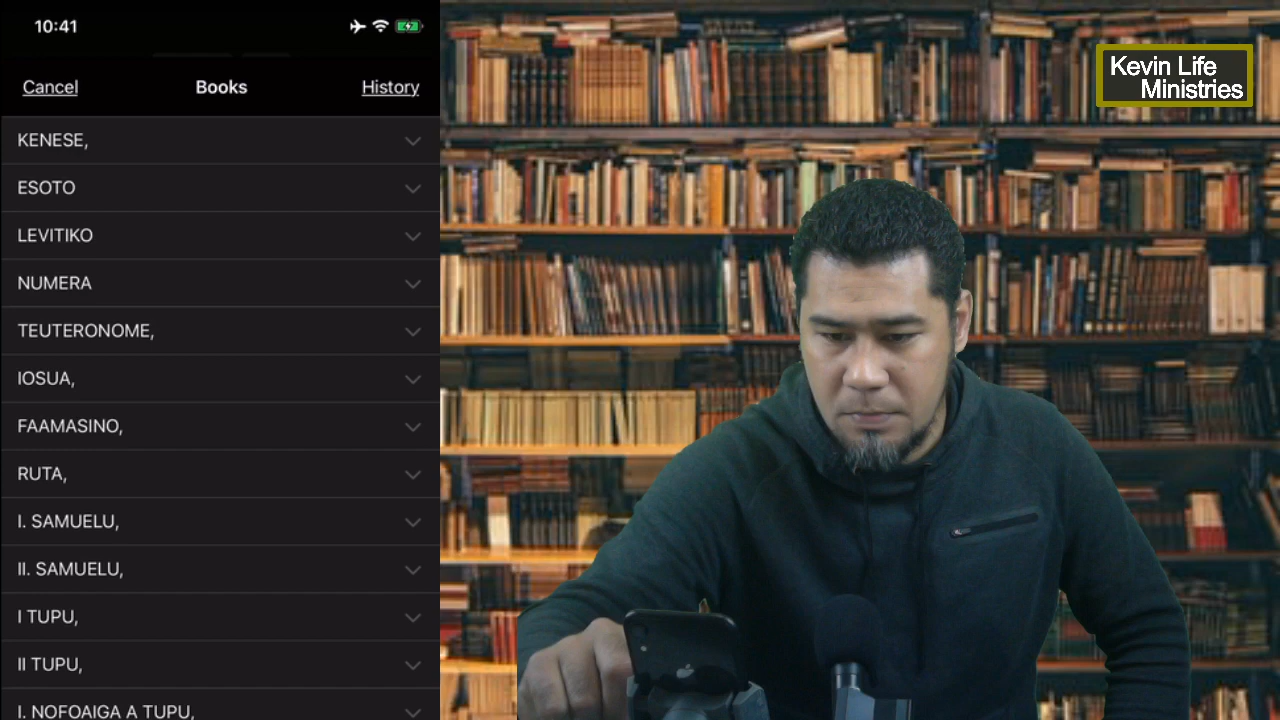 10:41
Cancel
Books
History
KENESE,
ESOTO
LEVITIKO
NUMERA
TEUTERONOME,
IOSUA,
FAAMASINO,
RUTA,
I. SAMUELU,
II. SAMUELU,
I TUPU,
II TUPU,
I. NOFOAIGA A TUPU,
Kevin Life
Ministries